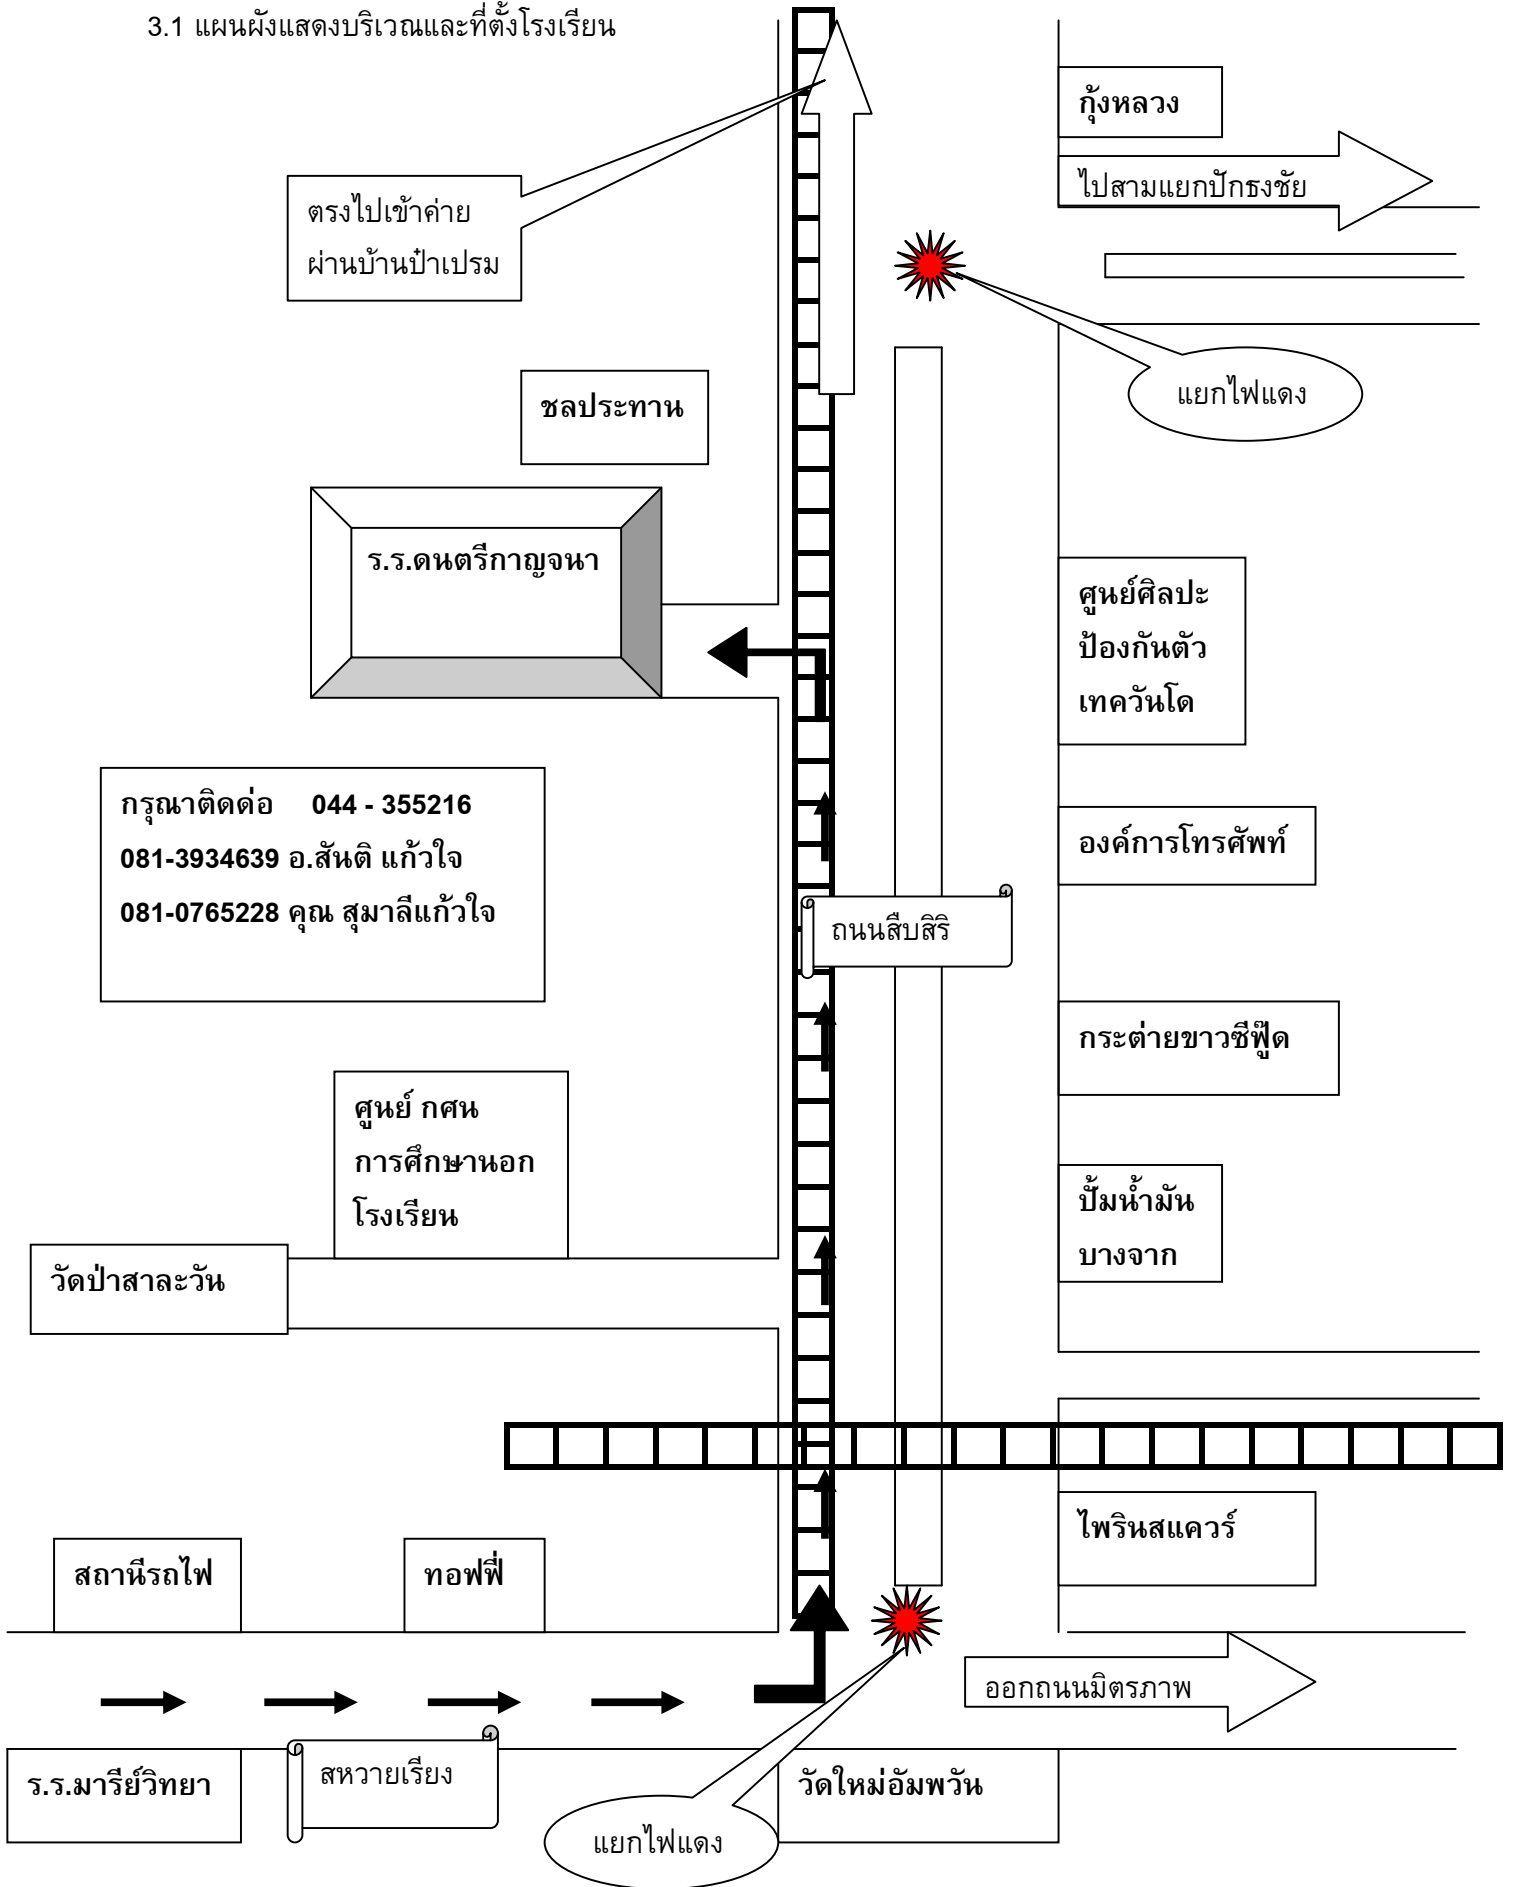 3.1 แผนผังแสดงบริเวณและที่ตั้งโรงเรียน
กุ้งหลวง
ไปสามแยกปักธงชัย
ตรงไปเข้าค่าย
ผ่านบ้านป๋าเปรม
แยกไฟแดง
ชลประทาน
ร.ร.ดนตรีกาญจนา
ศูนย์ศิลปะ
ป้องกันตัว
เทควันโด
กรุณาติดด่อ 044 - 355216
081-3934639 อ.สันติ แก้วใจ
081-0765228 คุณ สุมาลีแก้วใจ
องค์การโทรศัพท์
ถนนสืบสิริ
กระต่ายขาวซีฟู๊ด
ศูนย์ กศน
การศึกษานอก
โรงเรียน
ปั้มน้ำมัน
บางจาก
วัดป่าสาละวัน
ไพรินสแควร์
สถานีรถไฟ
ทอฟฟี่
ออกถนนมิตรภาพ
ร.ร.มารีย์วิทยา
สหวายเรียง
วัดใหม่อัมพวัน
แยกไฟแดง